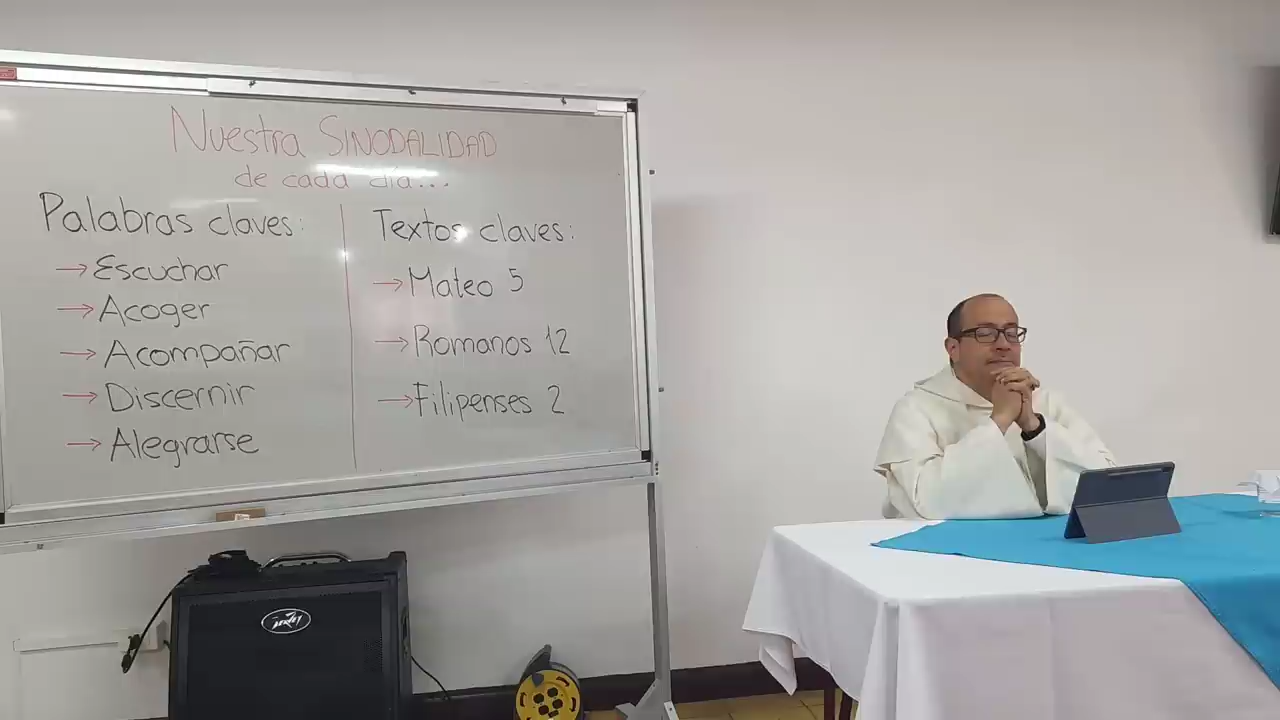 Nuestra SINODALIDAD
de cada día...
Palabras claves:
→ Escuchar
→ Acoger
→ Acompañar
→ Discernir
→ Alegrarse
Textos claves:
→ Mateo 5
→ Romanos 12
→ Filipenses 2
PEAVEY